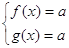 f(x) = a
g(x) = a